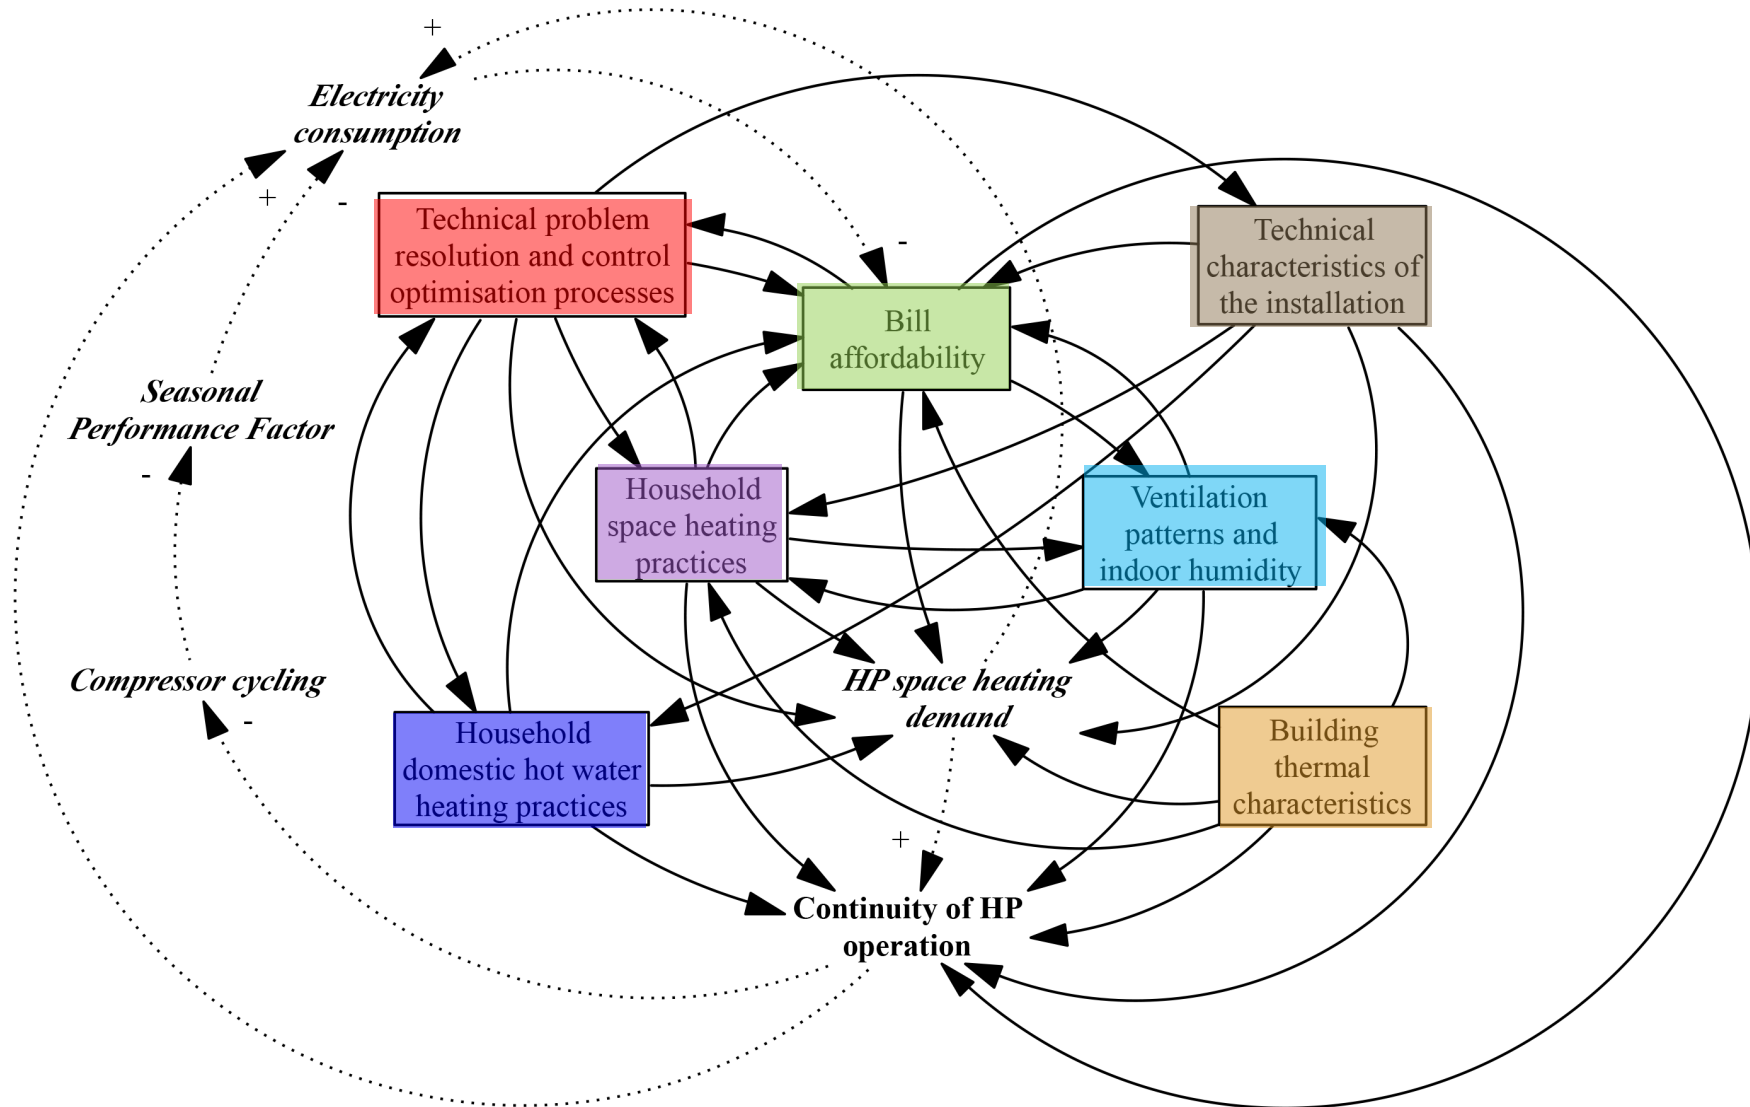 +
Electricity
consumption
+
-
Technical problem
resolution and control
optimisation processes
-
Technical
characteristics of
the installation
Bill
affordability
Seasonal
Performance Factor
-
Household
space heating
practices
Ventilation
patterns and
indoor humidity
Compressor cycling
-
HP space heating
demand
Household
domestic hot water
heating practices
Building
thermal
characteristics
+
Continuity of HP
operation